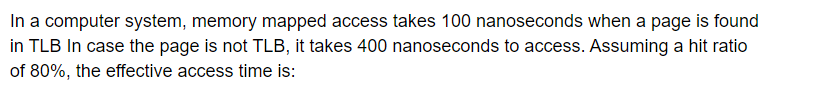 In a computer system, memory mapped access takes 100 nanoseconds when a page is found
in TLB In case the page is not TLB, it takes 400 nanoseconds to access. Assuming a hit ratio
of 80%, the effective access time is: